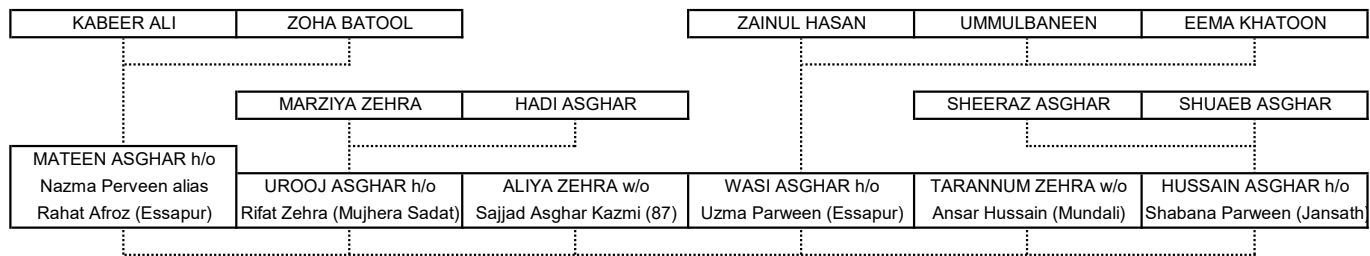 KABEER ALI
ZOHA BATOOL
ZAINUL HASAN
UMMULBANEEN
EEMA KHATOON
MARZIYA ZEHRA
HADI ASGHAR
SHEERAZ ASGHAR
SHUAEB ASGHAR
MATEEN ASGHAR h/o
Nazma Perveen alias
Rahat Afroz (Essapur)
UROOJ ASGHAR h/o
Rifat Zehra (Mujhera Sadat)
ALIYA ZEHRA w/o
Sajjad Asghar Kazmi (87)
WASI ASGHAR h/o
Uzma Parween (Essapur)
TARANNUM ZEHRA w/o
Ansar Hussain (Mundali)
HUSSAIN ASGHAR h/o
Shabana Parween (Jansath)